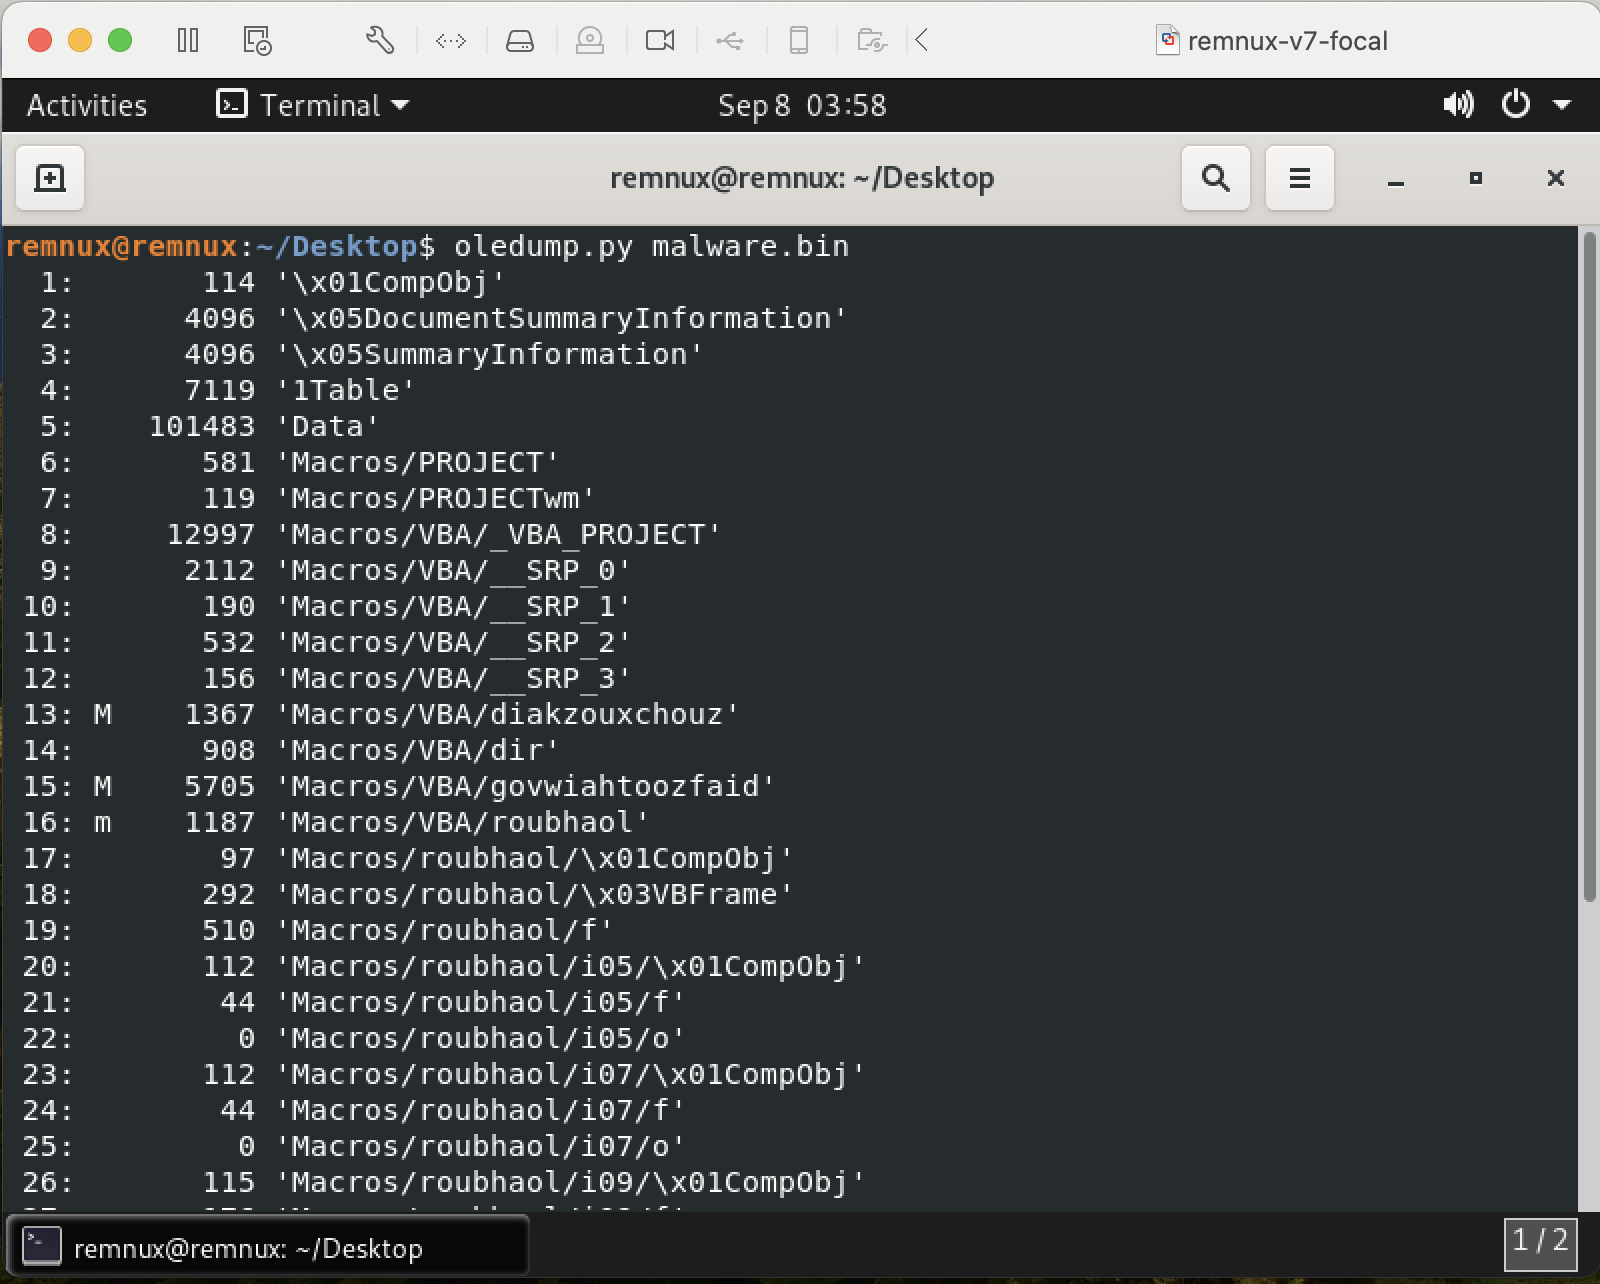 remnux-v7-focal
Activities Terminal Sep 8 03:58
remnux@remnux: ~/Desktop
remnux@remnux:~/Desktop$ oledump.py malware.bin
1: 114 '\x01CompObj'
2: 4096 '\x05DocumentSummaryInformation'
3: 4096 '\x05SummaryInformation'
4: 7119 '1Table'
5: 101483 'Data'
6: 581 'Macros/PROJECT'
7: 119 'Macros/PROJECTwm'
8: 12997 'Macros/VBA/_VBA_PROJECT'
9: 2112 'Macros/VBA/__SRP_0'
10: 190 'Macros/VBA/__SRP_1'
11: 532 'Macros/VBA/__SRP_2'
12: 156 'Macros/VBA/__SRP_3'
13: M 1367 'Macros/VBA/diakzouxchouz'
14: 908 'Macros/VBA/dir'
15: M 5705 'Macros/VBA/govwiahtoozfaid'
16: m 1187 'Macros/VBA/roubhaol'
17: 97 'Macros/roubhaol/\x01CompObj'
18: 292 'Macros/roubhaol/\x03VBFrame'
19: 510 'Macros/roubhaol/f'
20: 112 'Macros/roubhaol/i05/\x01CompObj'
21: 44 'Macros/roubhaol/i05/f'
22: 0 'Macros/roubhaol/i05/o'
23: 112 'Macros/roubhaol/i07/\x01CompObj'
24: 44 'Macros/roubhaol/i07/f'
25: 0 'Macros/roubhaol/i07/o'
26: 115 'Macros/roubhaol/i09/\x01CompObj'
remnux@remnux: ~/Desktop
1 / 2